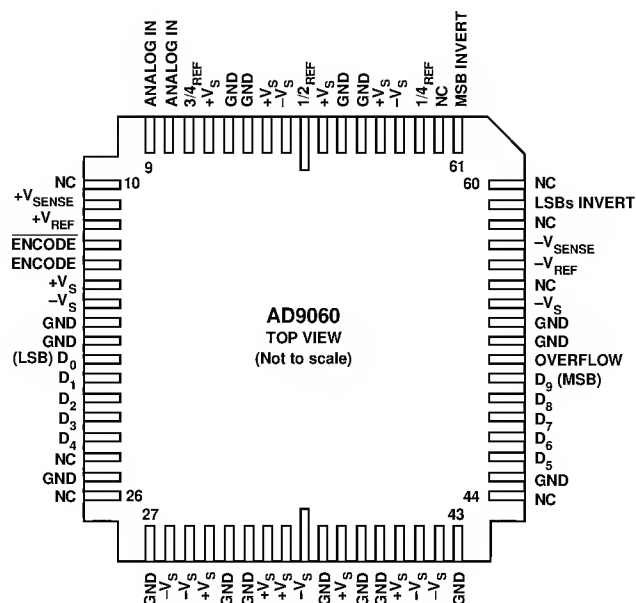 ANALOG IN
ANALOG IN
3/4REF
+VS
GND
GND
+VS
−VS
1/2REF
+VS
GND
GND
+VS
−VS
1/4REF
NC
MSB INVERT
9
61
NC
10
+VSENSE
+VREF
ENCODE
ENCODE
+VS
−VS
GND
GND
(LSB) D0
D1
D2
D3
D4
NC
GND
NC
26
AD9060
TOP VIEW
(Not to scale)
60
NC
LSBs INVERT
NC
−VSENSE
−VREF
NC
−VS
GND
GND
OVERFLOW
D9 (MSB)
D8
D7
D6
D5
GND
44
NC
27
43
GND
−VS
−VS
+VS
GND
GND
+VS
+VS
−VS
GND
+VS
GND
GND
+VS
−VS
−VS
GND